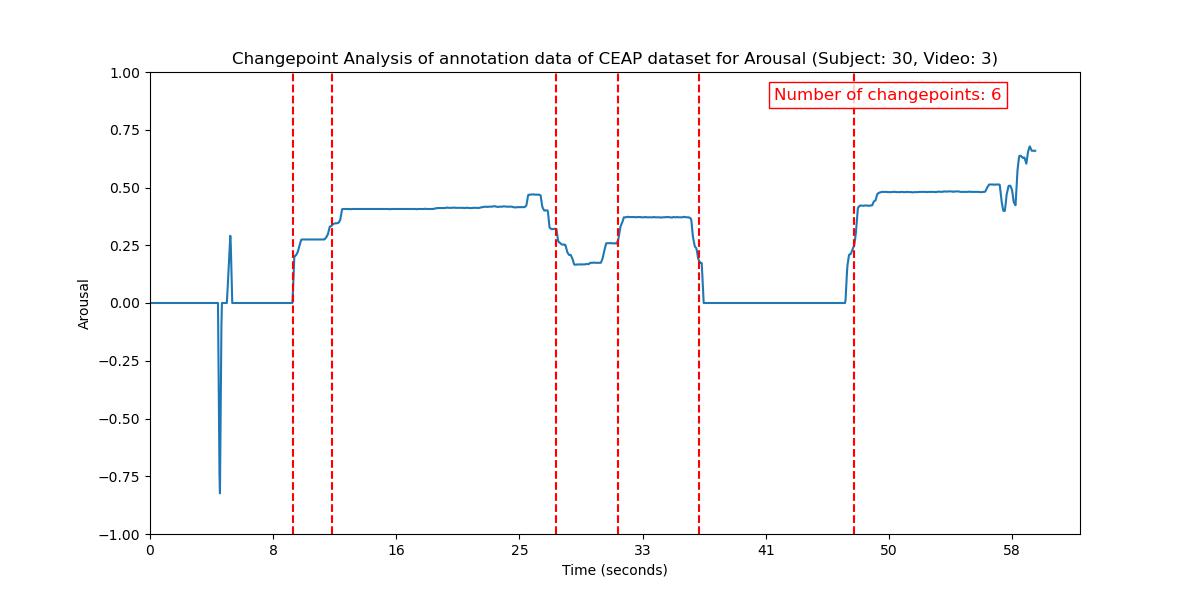 Changepoint Analysis of annotation data of CEAP dataset for Arousal (Subject: 30, Video: 3)
Number of changepoints: 6
Arousal
1.00
0.75
0.50
0.25
0.00
−0.25
−0.50
−0.75
−1.00
0 8 16 25 33 41 50 58
Time (seconds)